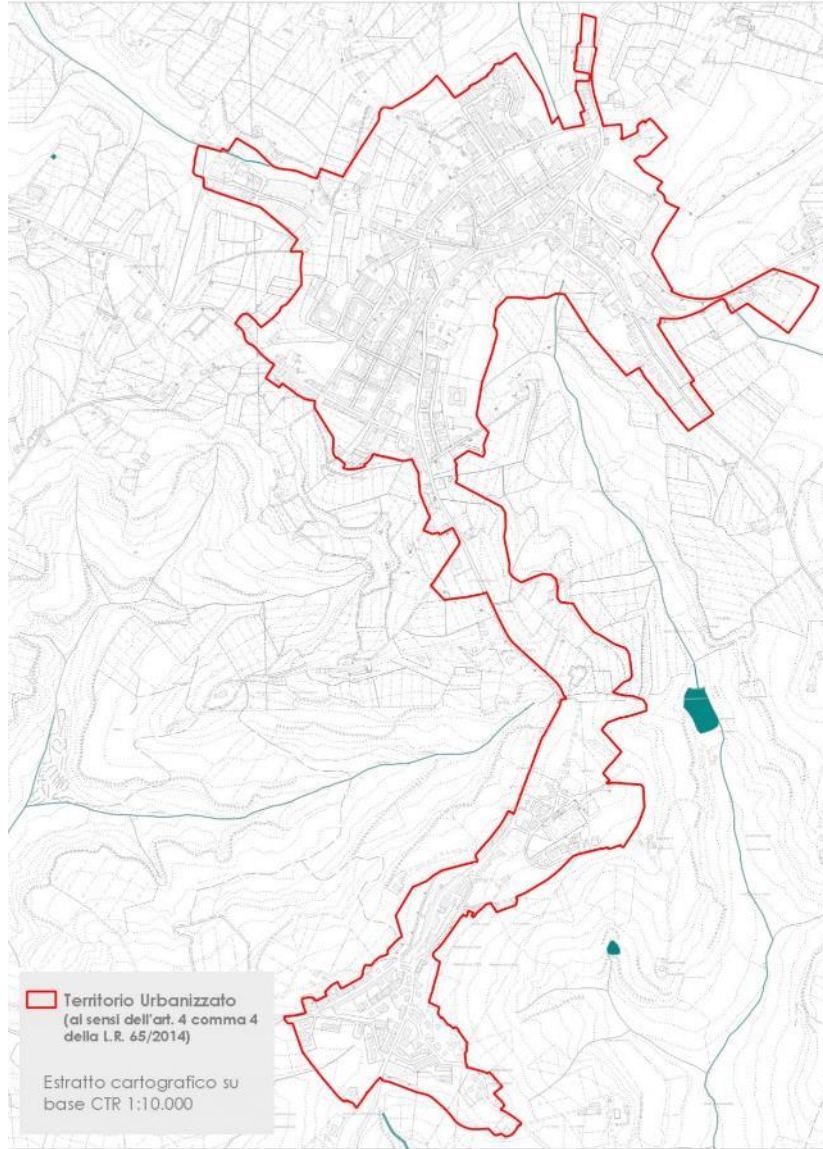 Territorio Urbanizzato
(ai sensi dell'art. 4 comma 4
della L.R. 65/2014)
Estratto cartografico su
base CTR 1:10.000